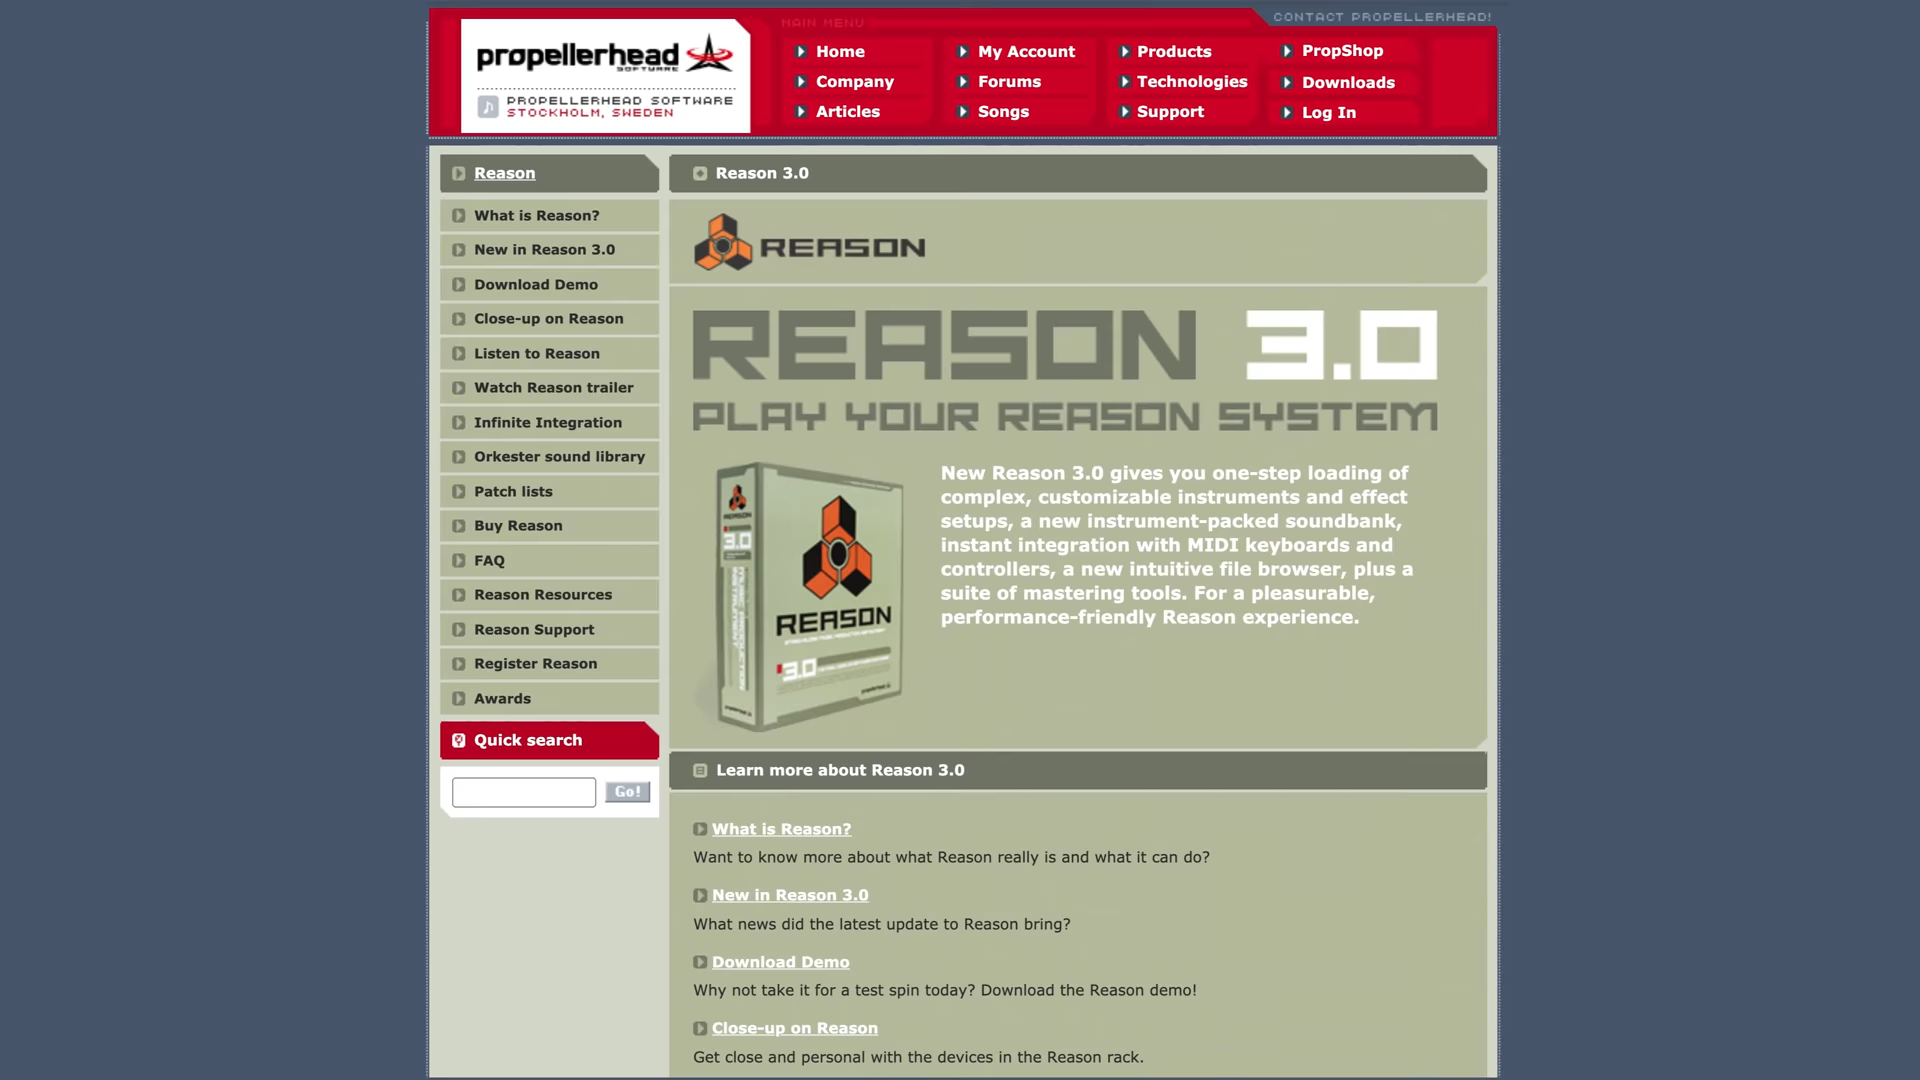 MAIN MENU
CONTACT PROPELLERHEAD!
propellerhead
SOFTWARE
PROPELLERHEAD SOFTWARE
STOCKHOLM, SWEDEN
Home
My Account
Products
PropShop
Company
Forums
Technologies
Downloads
Articles
Songs
Support
Log In
Reason
What is Reason?
New in Reason 3.0
Download Demo
Close-up on Reason
Listen to Reason
Watch Reason trailer
Infinite Integration
Orkester sound library
Patch lists
Buy Reason
FAQ
Reason Resources
Reason Support
Register Reason
Awards
Quick search
Go!
Reason 3.0
REASON
REASON 3.0
PLAY YOUR REASON SYSTEM
REASON
3.0
REASON
3.0
New Reason 3.0 gives you one-step loading of
complex, customizable instruments and effect
setups, a new instrument-packed soundbank,
instant integration with MIDI keyboards and
controllers, a new intuitive file browser, plus a
suite of mastering tools. For a pleasurable,
performance-friendly Reason experience.
Learn more about Reason 3.0
What is Reason?
Want to know more about what Reason really is and what it can do?
New in Reason 3.0
What news did the latest update to Reason bring?
Download Demo
Why not take it for a test spin today? Download the Reason demo!
Close-up on Reason
Get close and personal with the devices in the Reason rack.